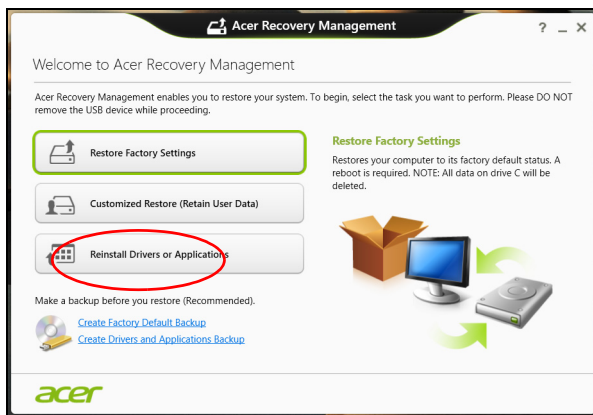 Acer Recovery Management
? _ X
Welcome to Acer Recovery Management
Acer Recovery Management enables you to restore your system. To begin, select the task you want to perform. Please DO NOT
remove the USB device while proceeding.
Restore Factory Settings
Customized Restore (Retain User Data)
Reinstall Drivers or Applications
Make a backup before you restore (Recommended).
Create Factory Default Backup
Create Drivers and Applications Backup
Restore Factory Settings
Restores your computer to its factory default status. A
reboot is required. NOTE: All data on drive C will be
deleted.
acer